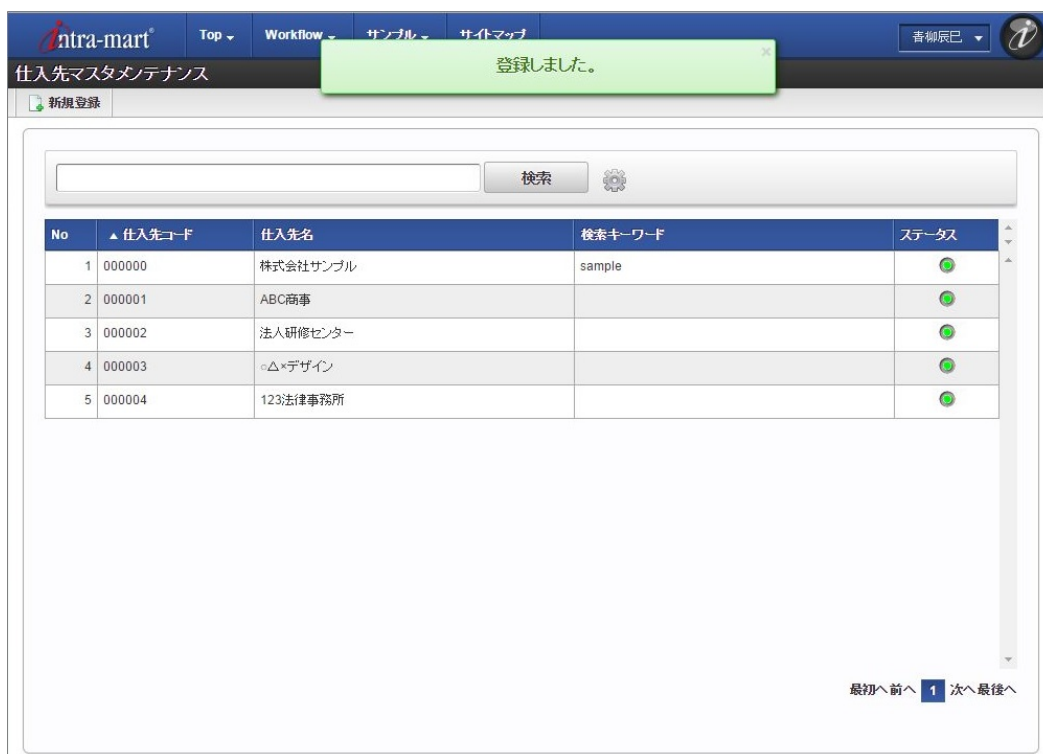 intra-mart® Top Workflow サンプル サイトマップ 青柳辰巳
登録しました。 ×
仕入先マスタメンテナンス
新規登録
検索
No ▲ 仕入先コード 仕入先名 検索キーワード ステータス
1 000000 株式会社サンプル sample
2 000001 ABC商事
3 000002 法人研修センター
4 000003 ○△×デザイン
5 000004 123法律事務所
最初へ 前へ 1 次へ 最後へ